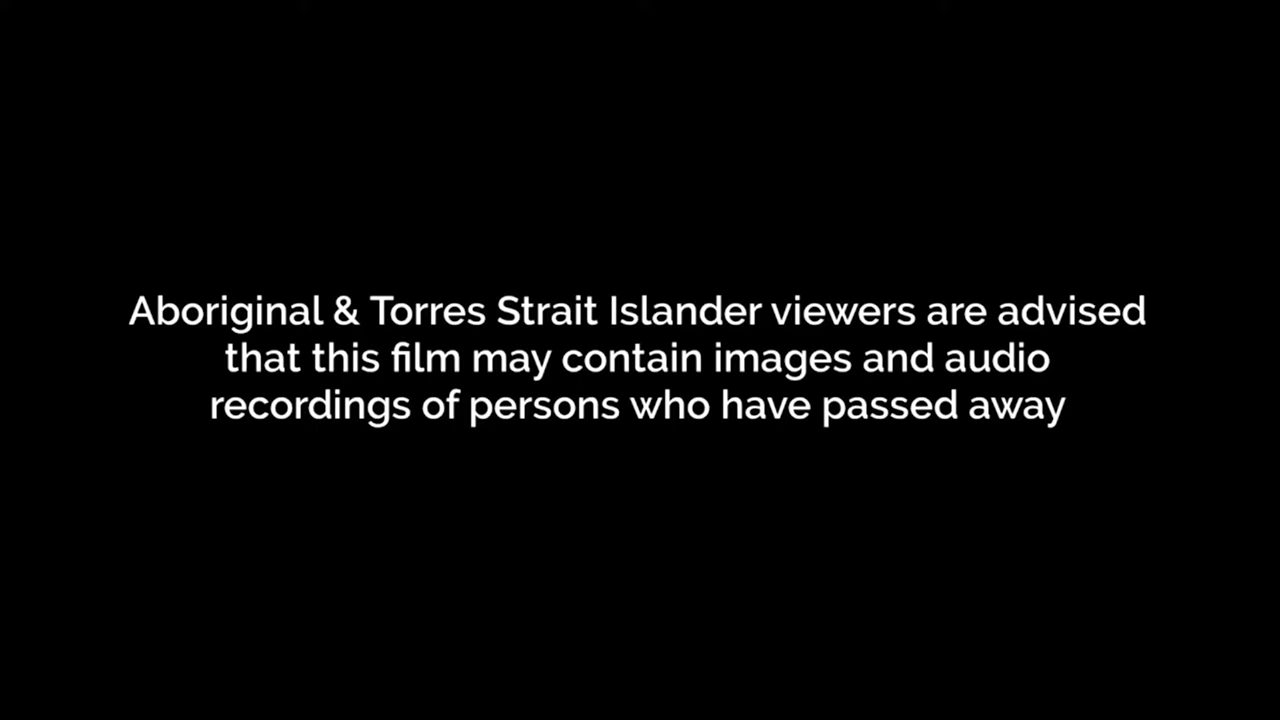 Aboriginal & Torres Strait Islander viewers are advised
that this film may contain images and audio
recordings of persons who have passed away